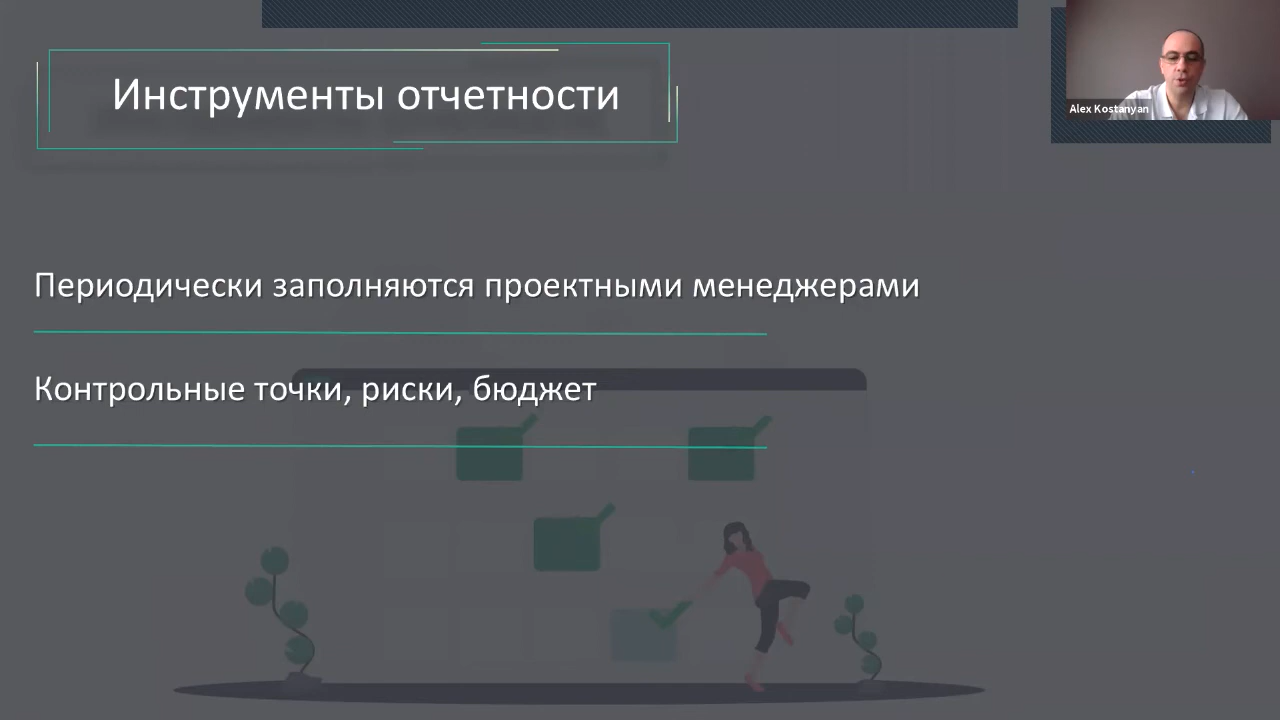 Инструменты отчетности
Alex Kostanyan
Периодически заполняются проектными менеджерами
Контрольные точки, риски, бюджет